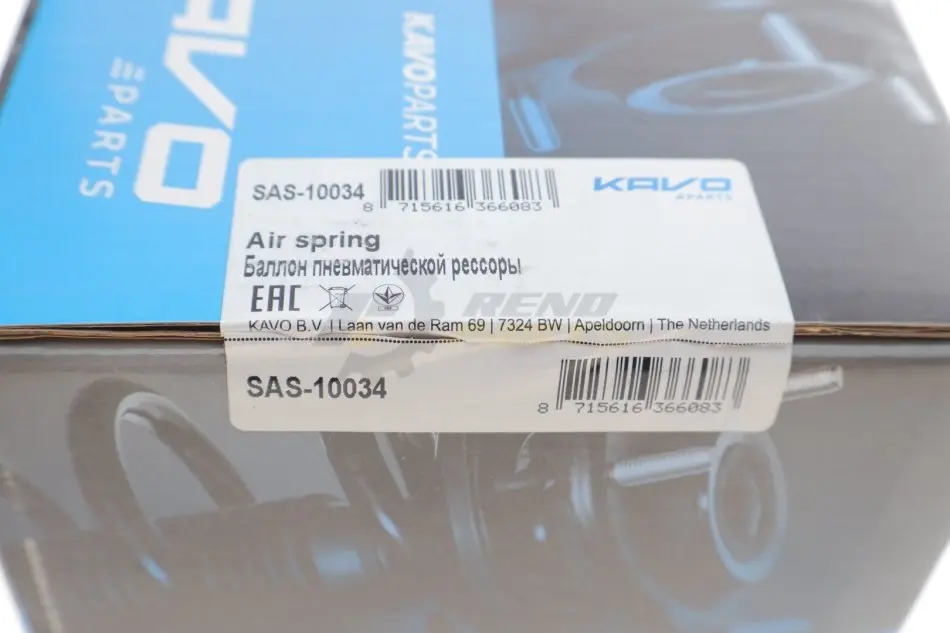 KAVO
PARTS
KAVOPARTS
SAS-10034
8 715616 366083
KAVO
PARTS
Air spring
Баллон пневматической рессоры
EAC
RENO
KAVO B.V. | Laan van de Ram 69 | 7324 BW | Apeldoorn | The Netherlands
SAS-10034
8 715616 366083